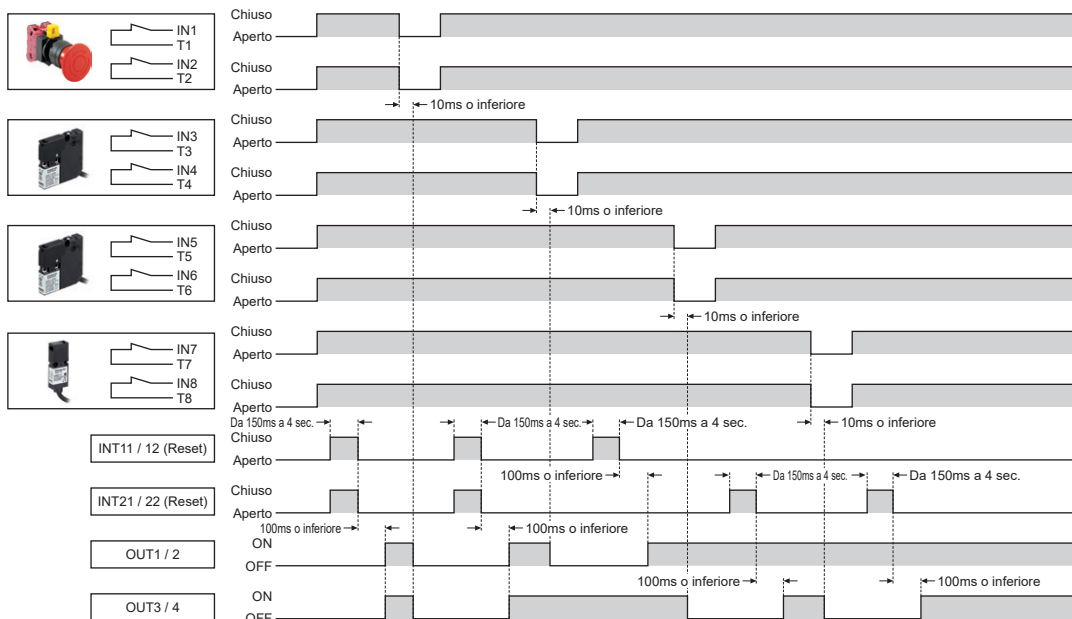 Chiuso
IN1
Aperto
T1
Chiuso
IN2
Aperto
T2
10ms o inferiore
Chiuso
IN3
Aperto
T3
Chiuso
IN4
Aperto
T4
10ms o inferiore
Chiuso
IN5
Aperto
T5
Chiuso
IN6
Aperto
T6
10ms o inferiore
Chiuso
IN7
Aperto
T7
Chiuso
IN8
Aperto
T8
Da 150ms a 4 sec. Da 150ms a 4 sec. Da 150ms a 4 sec. 10ms o inferiore
INT11 / 12 (Reset)
Chiuso
Aperto
100ms o inferiore Da 150ms a 4 sec. Da 150ms a 4 sec.
INT21 / 22 (Reset)
Chiuso
Aperto
100ms o inferiore 100ms o inferiore
OUT1 / 2
ON
OFF
100ms o inferiore 100ms o inferiore
OUT3 / 4
ON
OFF